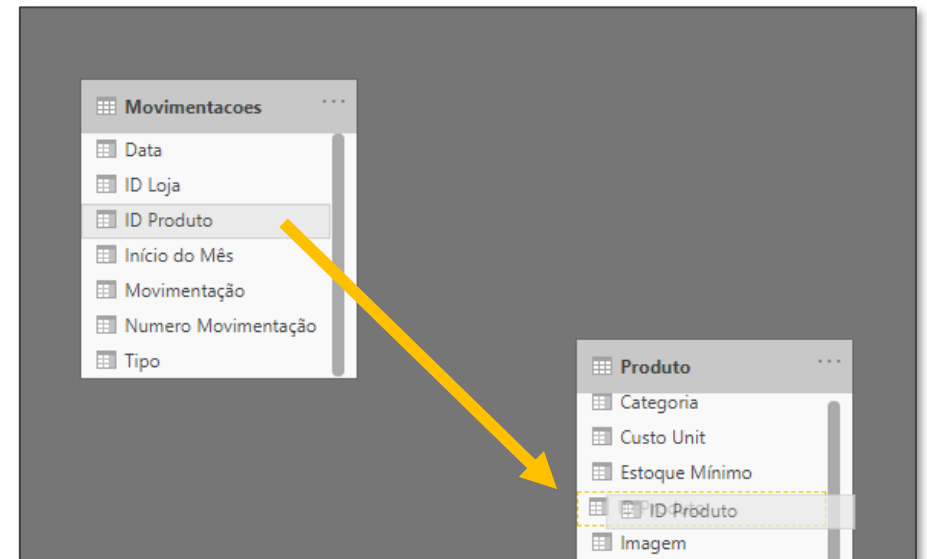 Movimentacoes
Data
ID Loja
ID Produto
Início do Mês
Movimentação
Numero Movimentação
Tipo
Produto
Categoria
Custo Unit
Estoque Mínimo
ID Produto
Imagem